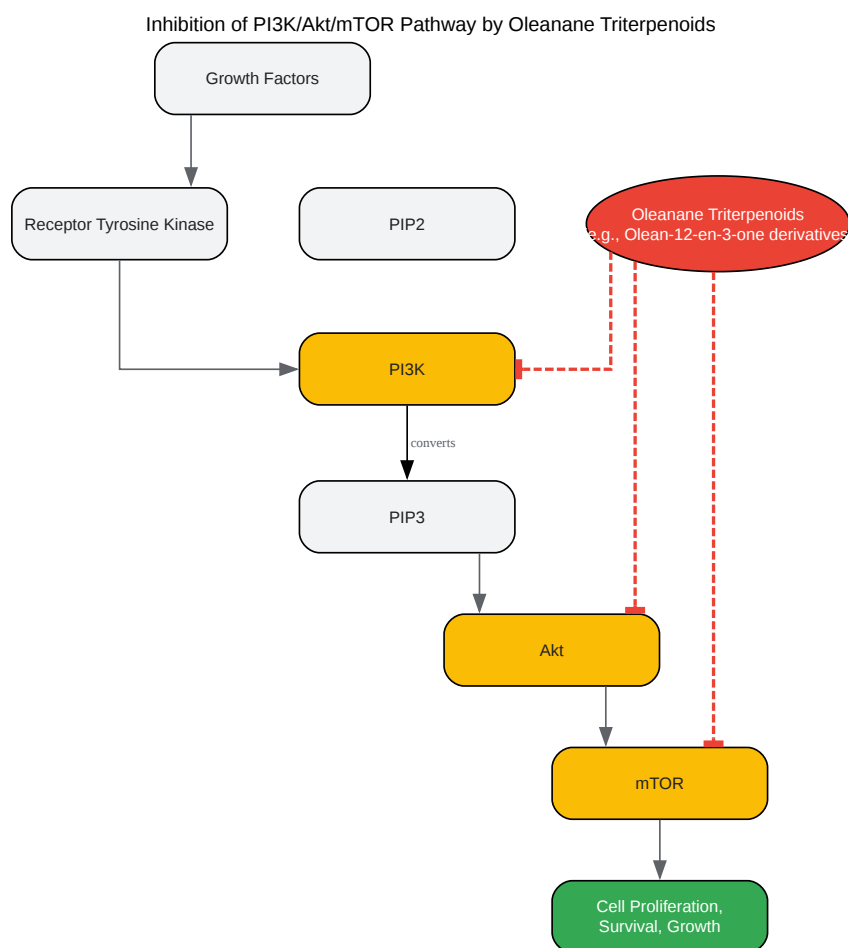 Inhibition of PI3K/Akt/mTOR Pathway by Oleanane Triterpenoids
Growth Factors
Receptor Tyrosine Kinase
PIP2
Oleanane Triterpenoids
(e.g., Olean-12-en-3-one derivatives)
PI3K
converts
PIP3
Akt
mTOR
Cell Proliferation,
Survival, Growth